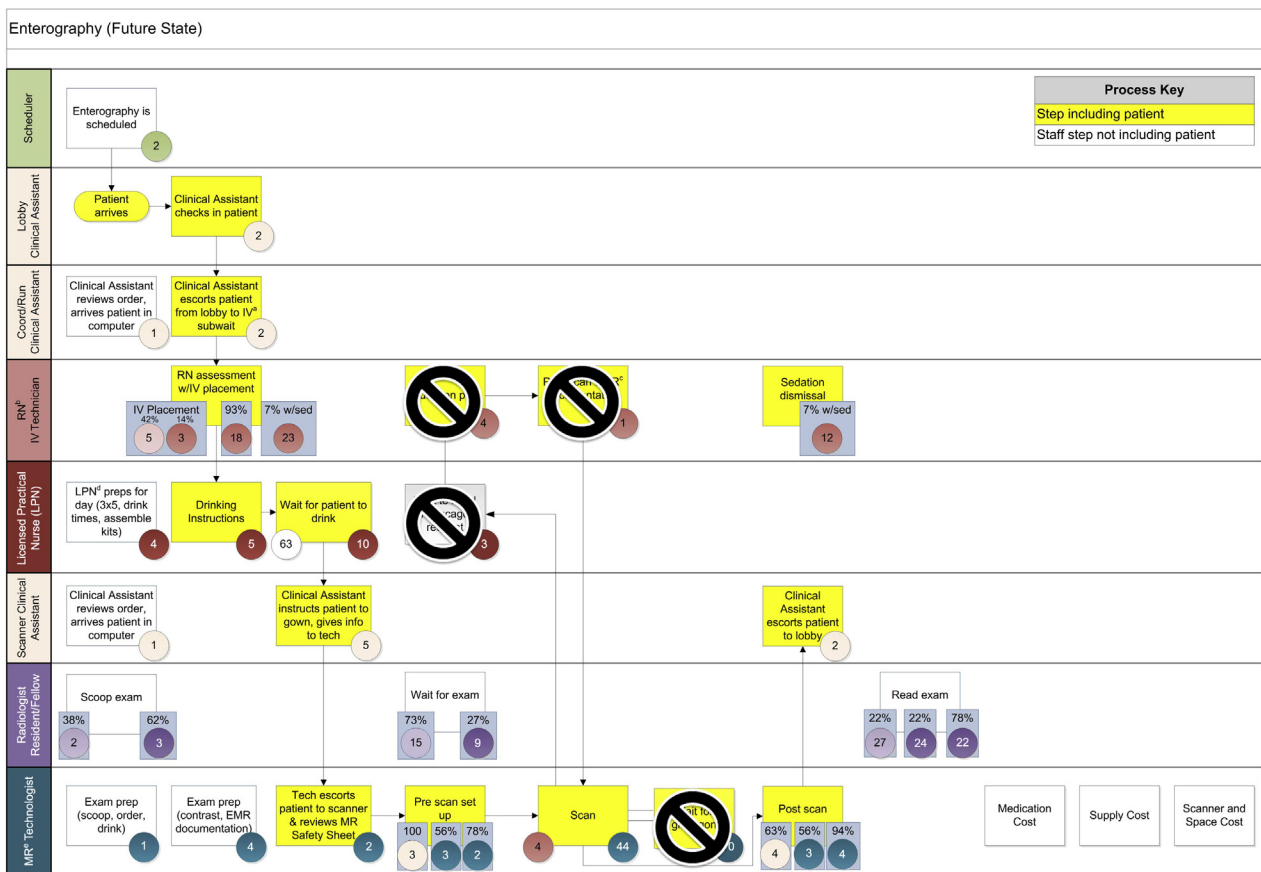 Enterography (Future State)
Process Key
Step including patient
Staff step not including patient
Scheduler
Enterography is
scheduled
2
Lobby
Clinical Assistant
Patient
arrives
Clinical Assistant
checks in patient
2
Coord/Run
Clinical Assistant
Clinical Assistant
reviews order,
arrives patient in
computer
1
Clinical Assistant
escorts patient
from lobby to IVᵃ
subwait
2
RNᵇ
IV Technician
RN assessment
w/IV placement
IV Placement
42%
14%
5
3
93%
18
7% w/sed
23
4
1
Sedation
dismissal
7% w/sed
12
Licensed Practical
Nurse (LPN)
LPNᵈ preps for
day (3x5, drink
times, assemble
kits)
4
Drinking
Instructions
5
Wait for patient to
drink
63
10
3
Scanner Clinical
Assistant
Clinical Assistant
reviews order,
arrives patient in
computer
1
Clinical Assistant
instructs patient to
gown, gives info
to tech
5
Clinical
Assistant
escorts patient
to lobby
2
Radiologist
Resident/Fellow
Scoop exam
38%
62%
2
3
Wait for exam
73%
27%
15
9
Read exam
22%
22%
78%
27
24
22
MRᵉ Technologist
Exam prep
(scoop, order,
drink)
1
Exam prep
(contrast, EMR
documentation)
4
Tech escorts
patient to scanner
& reviews MR
Safety Sheet
2
Pre scan set
up
100
56%
78%
3
3
2
Scan
4
44
0
Post scan
63%
56%
94%
4
3
4
Medication
Cost
Supply Cost
Scanner and
Space Cost